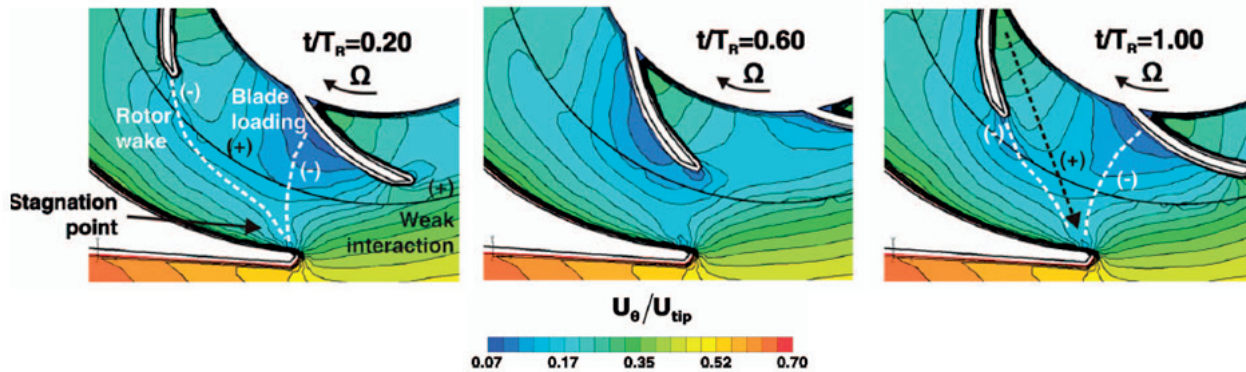 t/T_R=0.20
Ω
(-)
Rotor
wake
Blade
loading
(+)
(-)
(+)
Stagnation
point
Weak
interaction
t/T_R=0.60
Ω
t/T_R=1.00
Ω
(-)
(+)
(-)
U_θ/U_tip
0.07 0.17 0.35 0.52 0.70